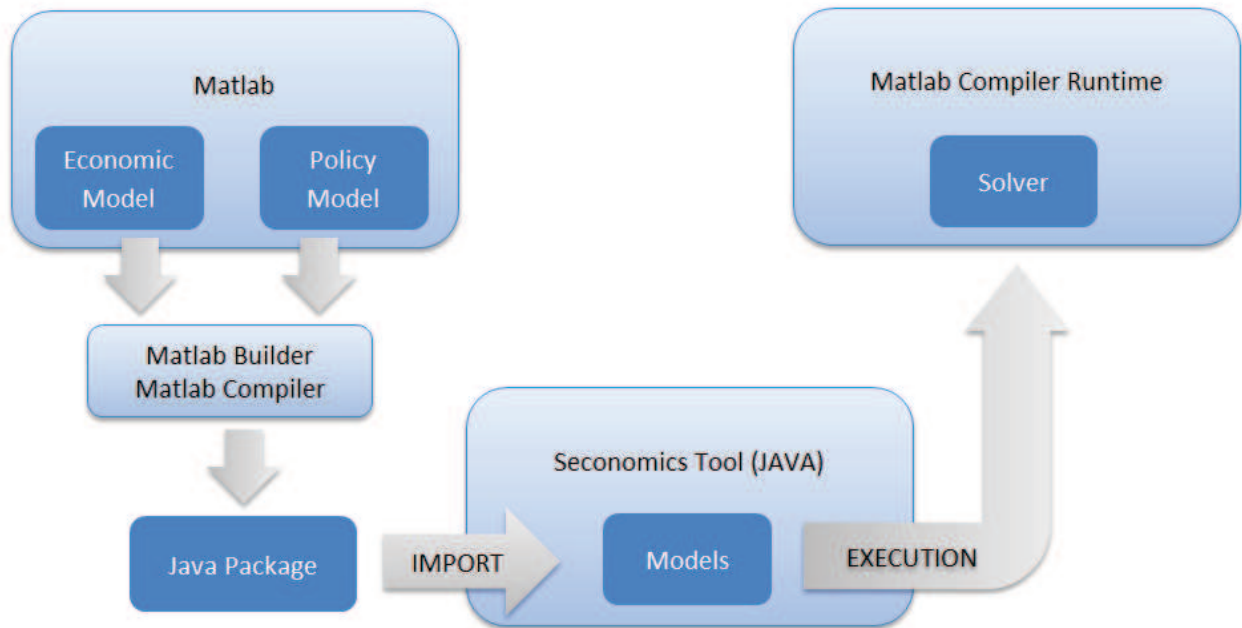 Matlab
Economic
Model
Policy
Model
Matlab Builder
Matlab Compiler
Java Package
IMPORT
Seconomics Tool (JAVA)
Models
EXECUTION
Matlab Compiler Runtime
Solver